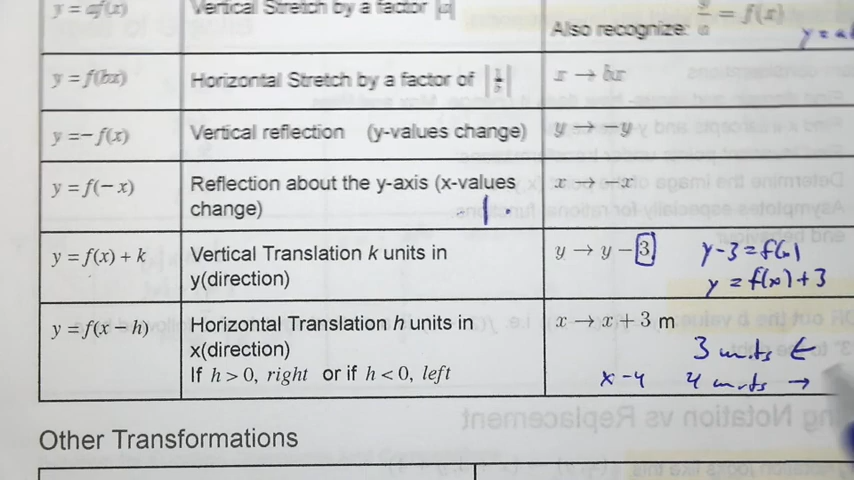 y = af(x)
Vertical Stretch by a factor |a|
Also recognize: y/a = f(x)
y = f(bx)
Horizontal Stretch by a factor of |1/b|
x → bx
y = −f(x)
Vertical reflection (y-values change)
y → −y
y = f(−x)
Reflection about the y-axis (x-values
change)
x → −x
y = f(x) + k
Vertical Translation k units in
y(direction)
y → y − 3
y-3=f(x)
y = f(x)+3
y = f(x − h)
Horizontal Translation h units in
x(direction)
If h > 0, right or if h < 0, left
x → x + 3 m
3 units ←
x-4 4 units →
Other Transformations